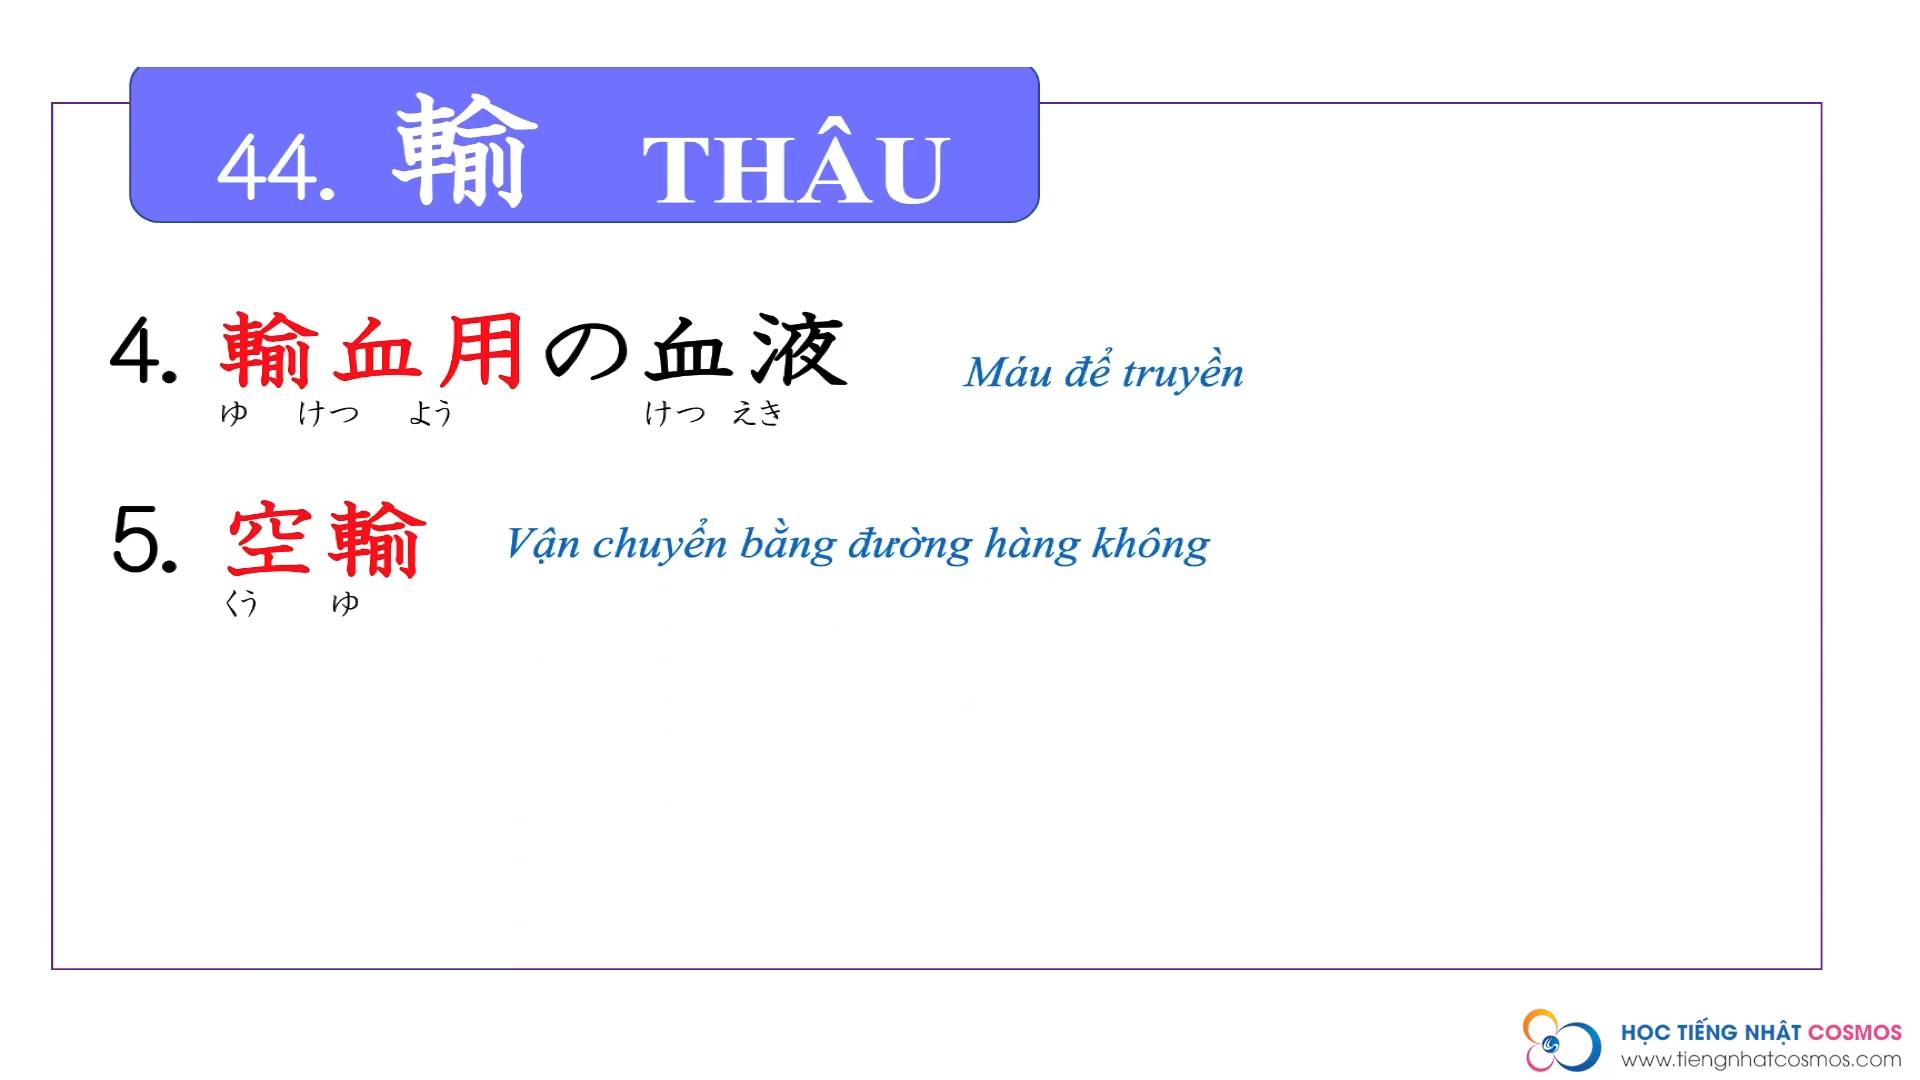 44. 輸 THÂU
4. 輸血用の血液 Máu để truyền
ゆ けつ よう けつ えき
5. 空輸 Vận chuyển bằng đường hàng không
くう ゆ
HỌC TIẾNG NHẬT COSMOS
www.tiengnhatcosmos.com